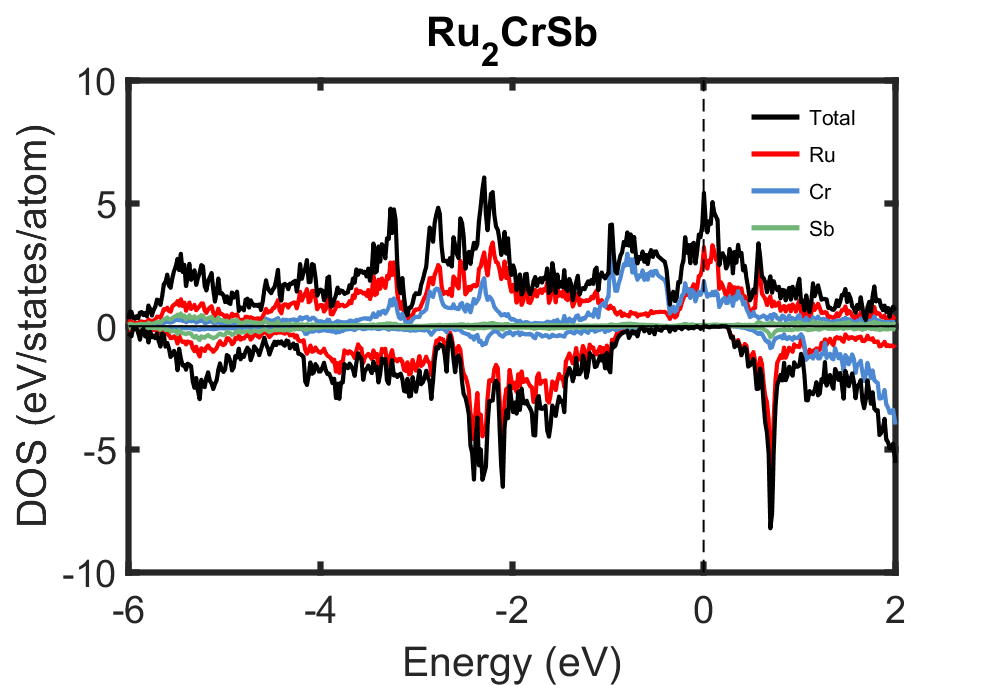 Ru2CrSb
10
5
0
-5
-10
DOS (eV/states/atom)
Total
Ru
Cr
Sb
-6
-4
-2
0
2
Energy (eV)